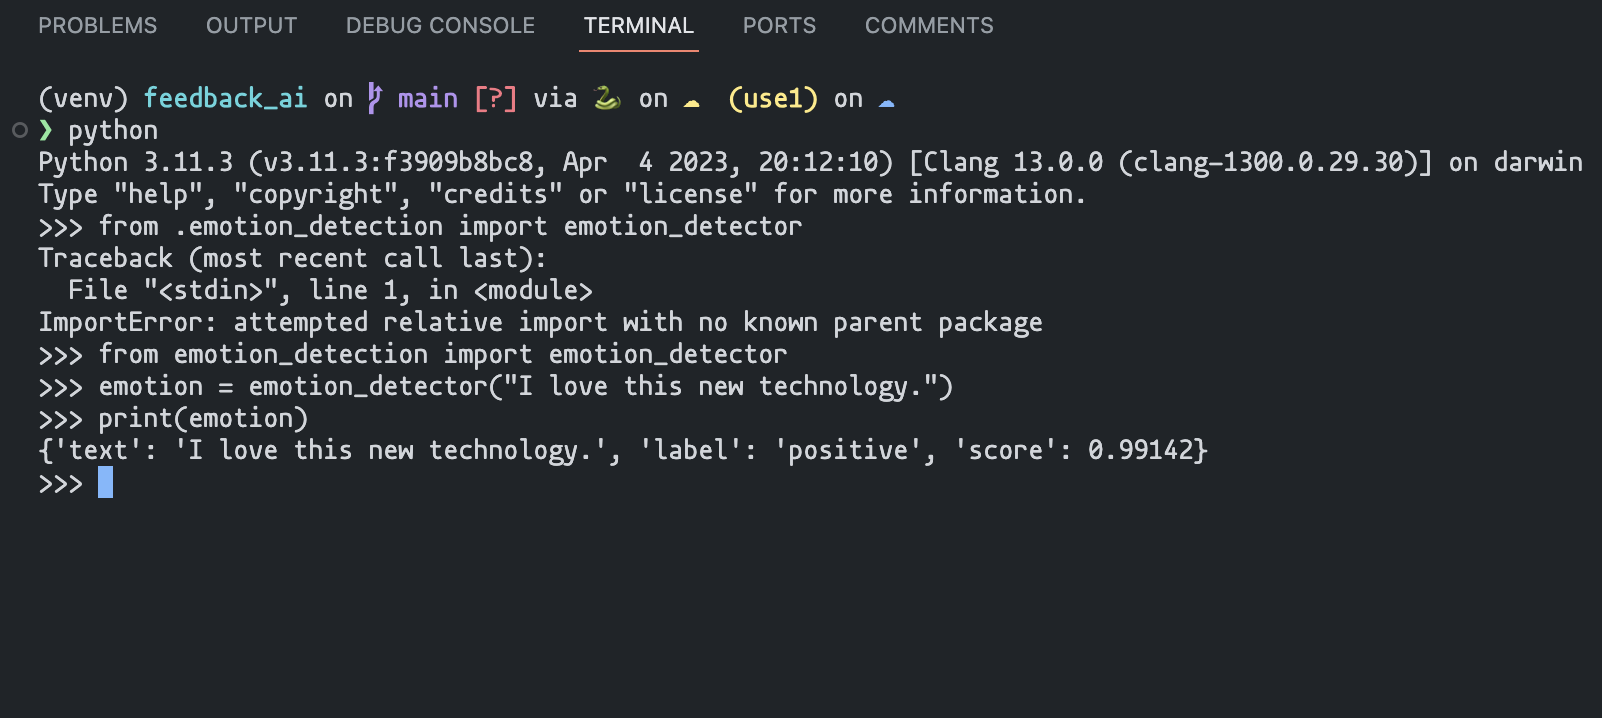 PROBLEMS OUTPUT DEBUG CONSOLE TERMINAL PORTS COMMENTS
(venv) feedback_ai on main [?] via 🐍 on ☁ (use1) on ☁
❯ python
Python 3.11.3 (v3.11.3:f3909b8bc8, Apr  4 2023, 20:12:10) [Clang 13.0.0 (clang-1300.0.29.30)] on darwin
Type "help", "copyright", "credits" or "license" for more information.
>>> from .emotion_detection import emotion_detector
Traceback (most recent call last):
  File "<stdin>", line 1, in <module>
ImportError: attempted relative import with no known parent package
>>> from emotion_detection import emotion_detector
>>> emotion = emotion_detector("I love this new technology.")
>>> print(emotion)
{'text': 'I love this new technology.', 'label': 'positive', 'score': 0.99142}
>>>